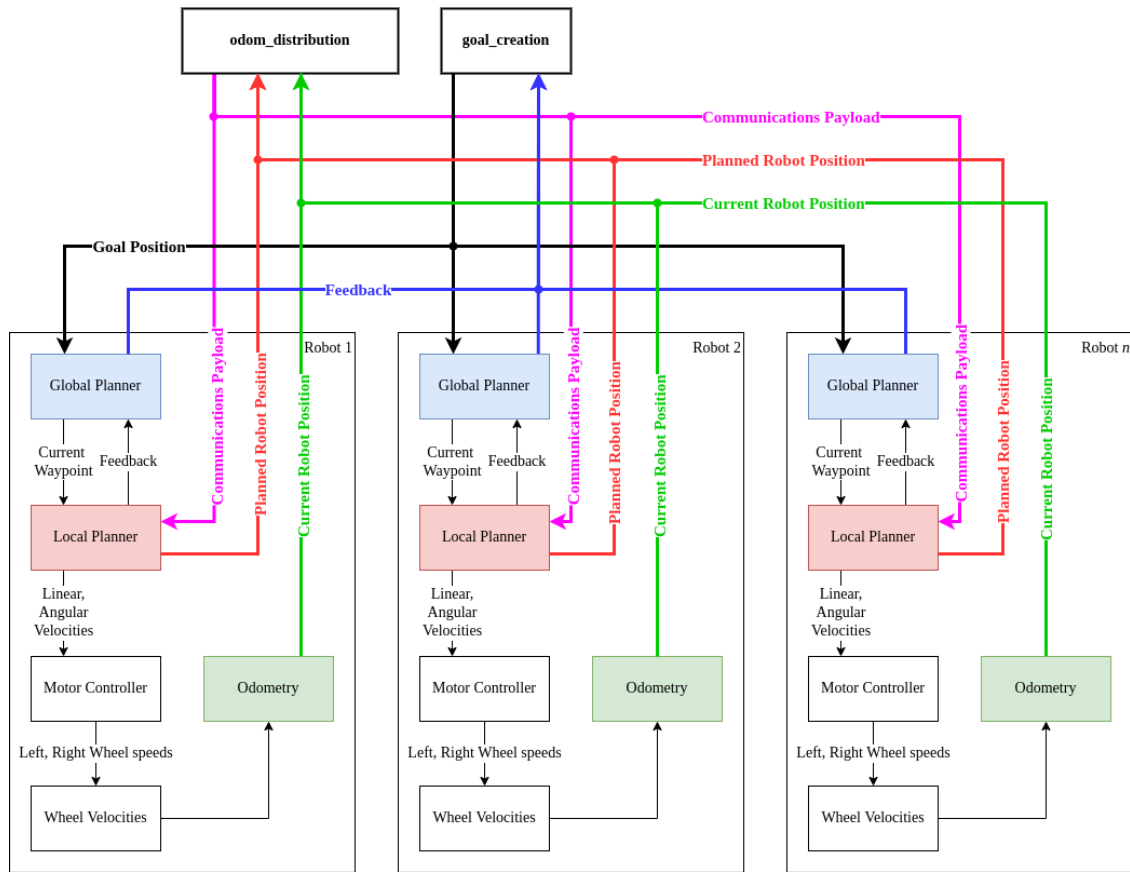 odom_distribution
goal_creation
Communications Payload
Planned Robot Position
Current Robot Position
Goal Position
Feedback
Robot 1
Global Planner
Current
Waypoint
Feedback
Local Planner
Linear,
Angular
Velocities
Motor Controller
Left, Right Wheel speeds
Wheel Velocities
Odometry
Communications Payload
Planned Robot Position
Current Robot Position
Robot 2
Global Planner
Current
Waypoint
Feedback
Local Planner
Linear,
Angular
Velocities
Motor Controller
Left, Right Wheel speeds
Wheel Velocities
Odometry
Communications Payload
Planned Robot Position
Current Robot Position
Robot n
Global Planner
Current
Waypoint
Feedback
Local Planner
Linear,
Angular
Velocities
Motor Controller
Left, Right Wheel speeds
Wheel Velocities
Odometry
Communications Payload
Planned Robot Position
Current Robot Position